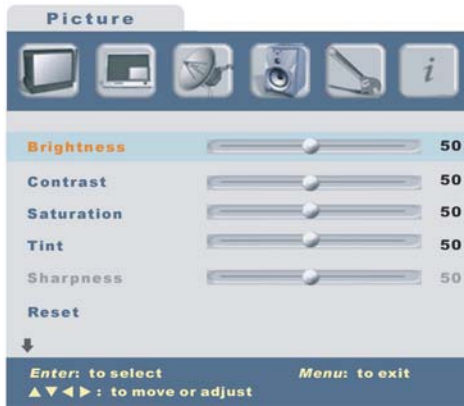 Picture
i
Brightness 50
Contrast 50
Saturation 50
Tint 50
Sharpness 50
Reset
Enter: to select Menu: to exit
▲▼◀▶: to move or adjust